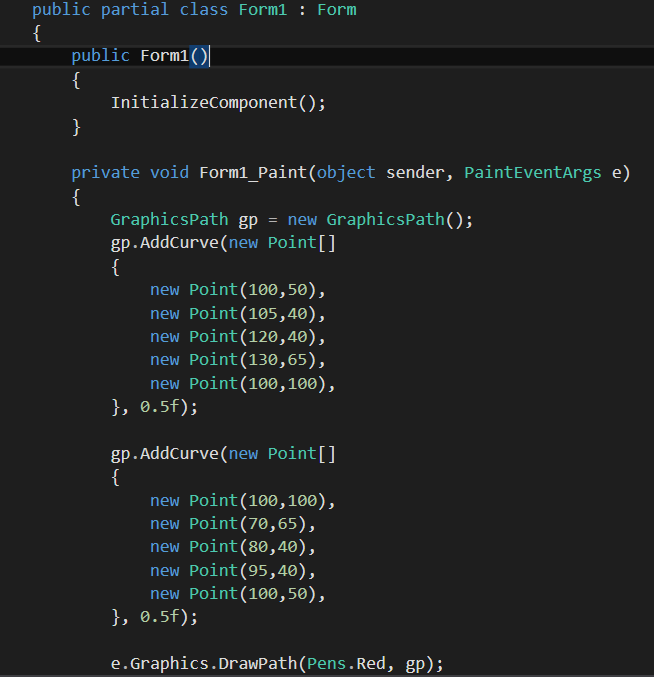 public partial class Form1 : Form
{
public Form1()
{
InitializeComponent();
}
private void Form1_Paint(object sender, PaintEventArgs e)
{
GraphicsPath gp = new GraphicsPath();
gp.AddCurve(new Point[]
{
new Point(100,50),
new Point(105,40),
new Point(120,40),
new Point(130,65),
new Point(100,100),
}, 0.5f);
gp.AddCurve(new Point[]
{
new Point(100,100),
new Point(70,65),
new Point(80,40),
new Point(95,40),
new Point(100,50),
}, 0.5f);
e.Graphics.DrawPath(Pens.Red, gp);